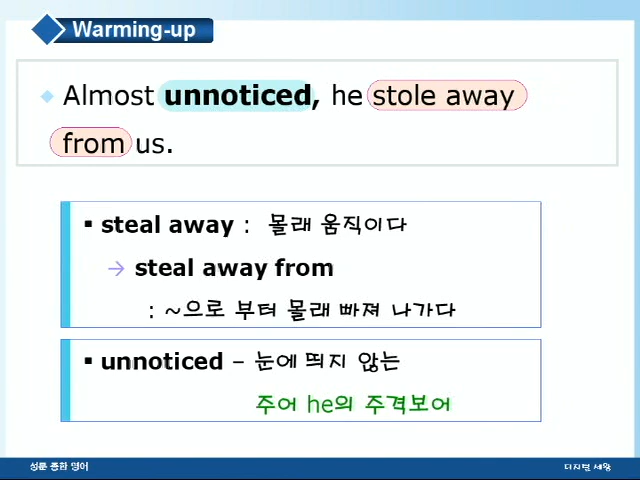 Warming-up
Almost unnoticed, he stole away
from us.
▪ steal away : 몰래 움직이다
→ steal away from
: ~으로 부터 몰래 빠져 나가다
▪ unnoticed – 눈에 띄지 않는
주어 he의 주격보어
성문 종합 영어
디지털 세왕